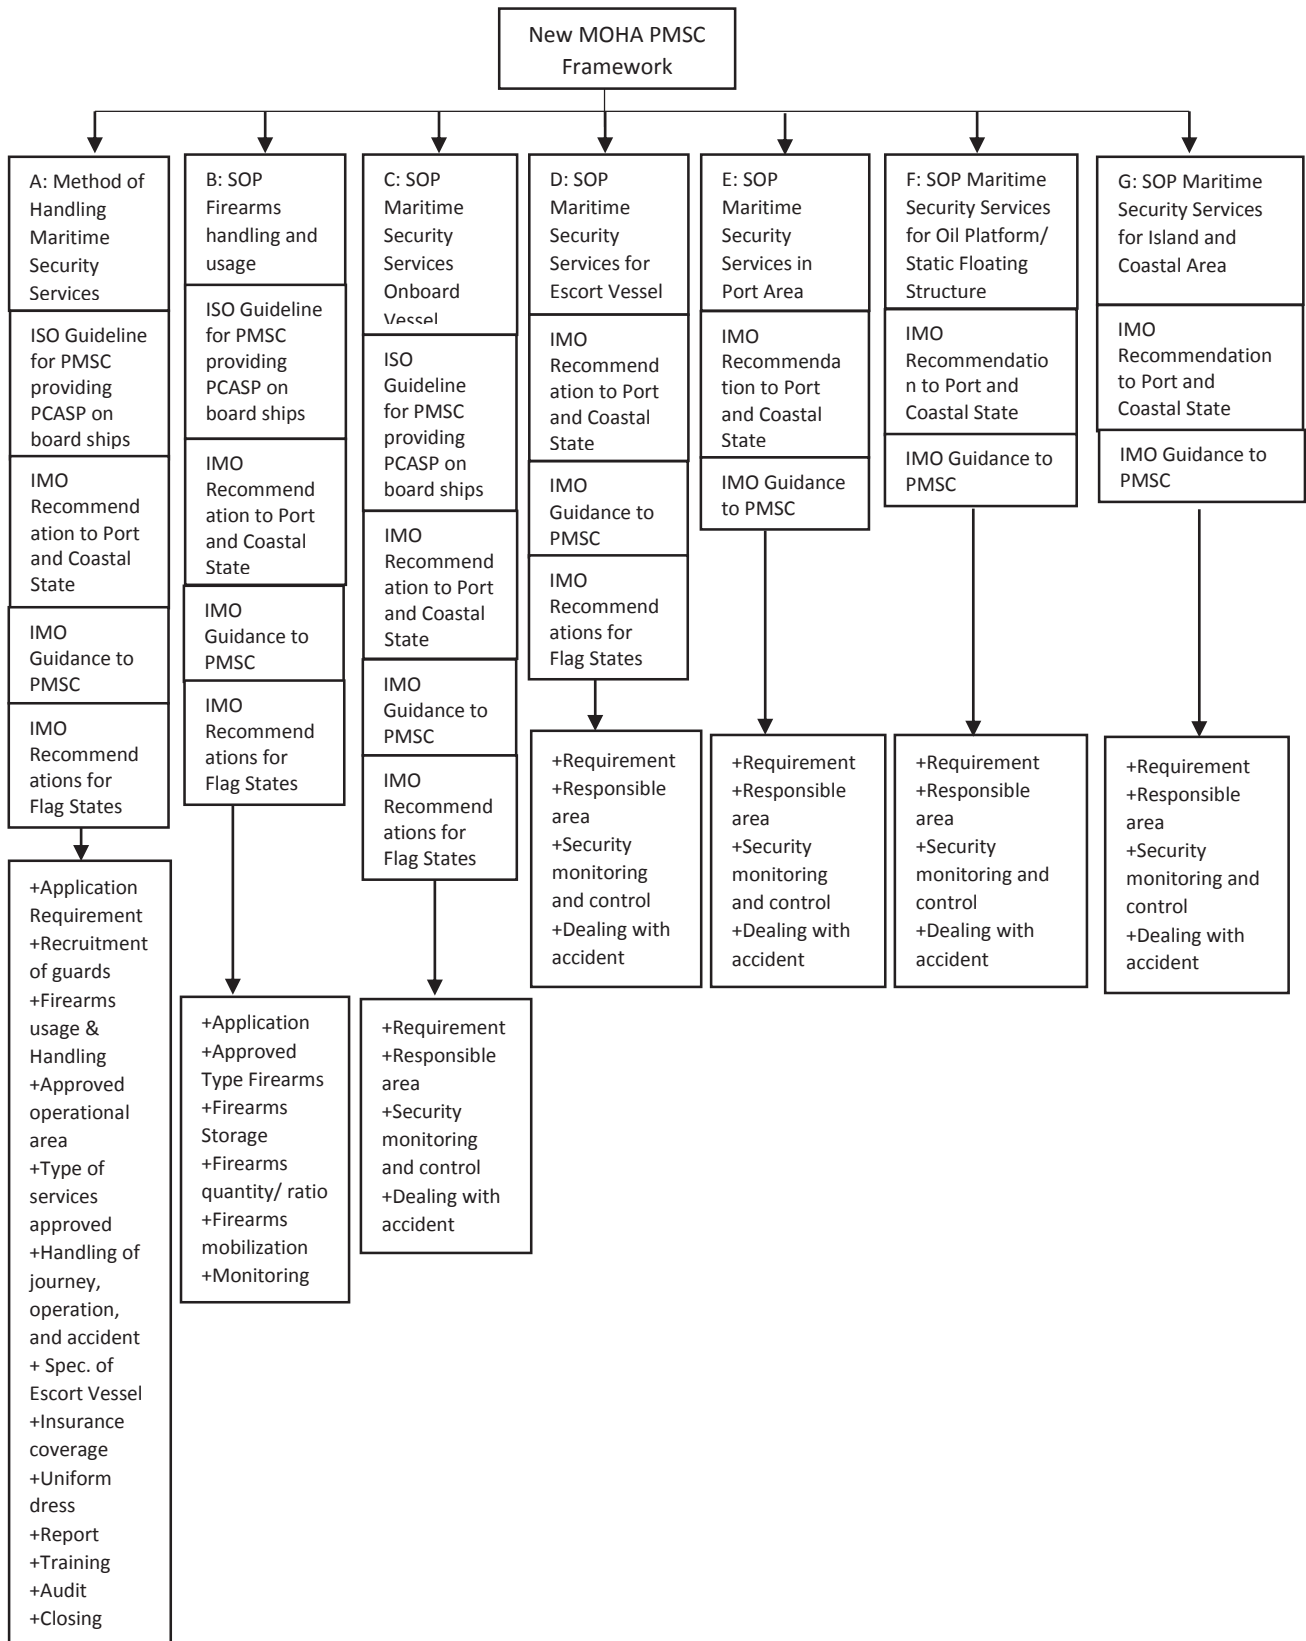 New MOHA PMSC
Framework
A: Method of
Handling
Maritime
Security
Services
ISO Guideline
for PMSC
providing
PCASP on
board ships
IMO
Recommend
ation to Port
and Coastal
State
IMO
Guidance to
PMSC
IMO
Recommend
ations for
Flag States
+Application
Requirement
+Recruitment
of guards
+Firearms
usage &
Handling
+Approved
operational
area
+Type of
services
approved
+Handling of
journey,
operation,
and accident
+ Spec. of
Escort Vessel
+Insurance
coverage
+Uniform
dress
+Report
+Training
+Audit
+Closing
B: SOP
Firearms
handling and
usage
ISO Guideline
for PMSC
providing
PCASP on
board ships
IMO
Recommend
ation to Port
and Coastal
State
IMO
Guidance to
PMSC
IMO
Recommend
ations for
Flag States
+Application
+Approved
Type Firearms
+Firearms
Storage
+Firearms
quantity/ ratio
+Firearms
mobilization
+Monitoring
C: SOP
Maritime
Security
Services
Onboard
Vessel
ISO
Guideline
for PMSC
providing
PCASP on
board ships
IMO
Recommend
ation to Port
and Coastal
State
IMO
Guidance to
PMSC
IMO
Recommend
ations for
Flag States
+Requirement
+Responsible
area
+Security
monitoring
and control
+Dealing with
accident
D: SOP
Maritime
Security
Services for
Escort Vessel
IMO
Recommend
ation to Port
and Coastal
State
IMO
Guidance to
PMSC
IMO
Recommend
ations for
Flag States
+Requirement
+Responsible
area
+Security
monitoring
and control
+Dealing with
accident
E: SOP
Maritime
Security
Services in
Port Area
IMO
Recommenda
tion to Port
and Coastal
State
IMO Guidance
to PMSC
+Requirement
+Responsible
area
+Security
monitoring
and control
+Dealing with
accident
F: SOP Maritime
Security Services
for Oil Platform/
Static Floating
Structure
IMO
Recommendatio
n to Port and
Coastal State
IMO Guidance to
PMSC
+Requirement
+Responsible
area
+Security
monitoring and
control
+Dealing with
accident
G: SOP Maritime
Security Services
for Island and
Coastal Area
IMO
Recommendation
to Port and
Coastal State
IMO Guidance to
PMSC
+Requirement
+Responsible
area
+Security
monitoring and
control
+Dealing with
accident